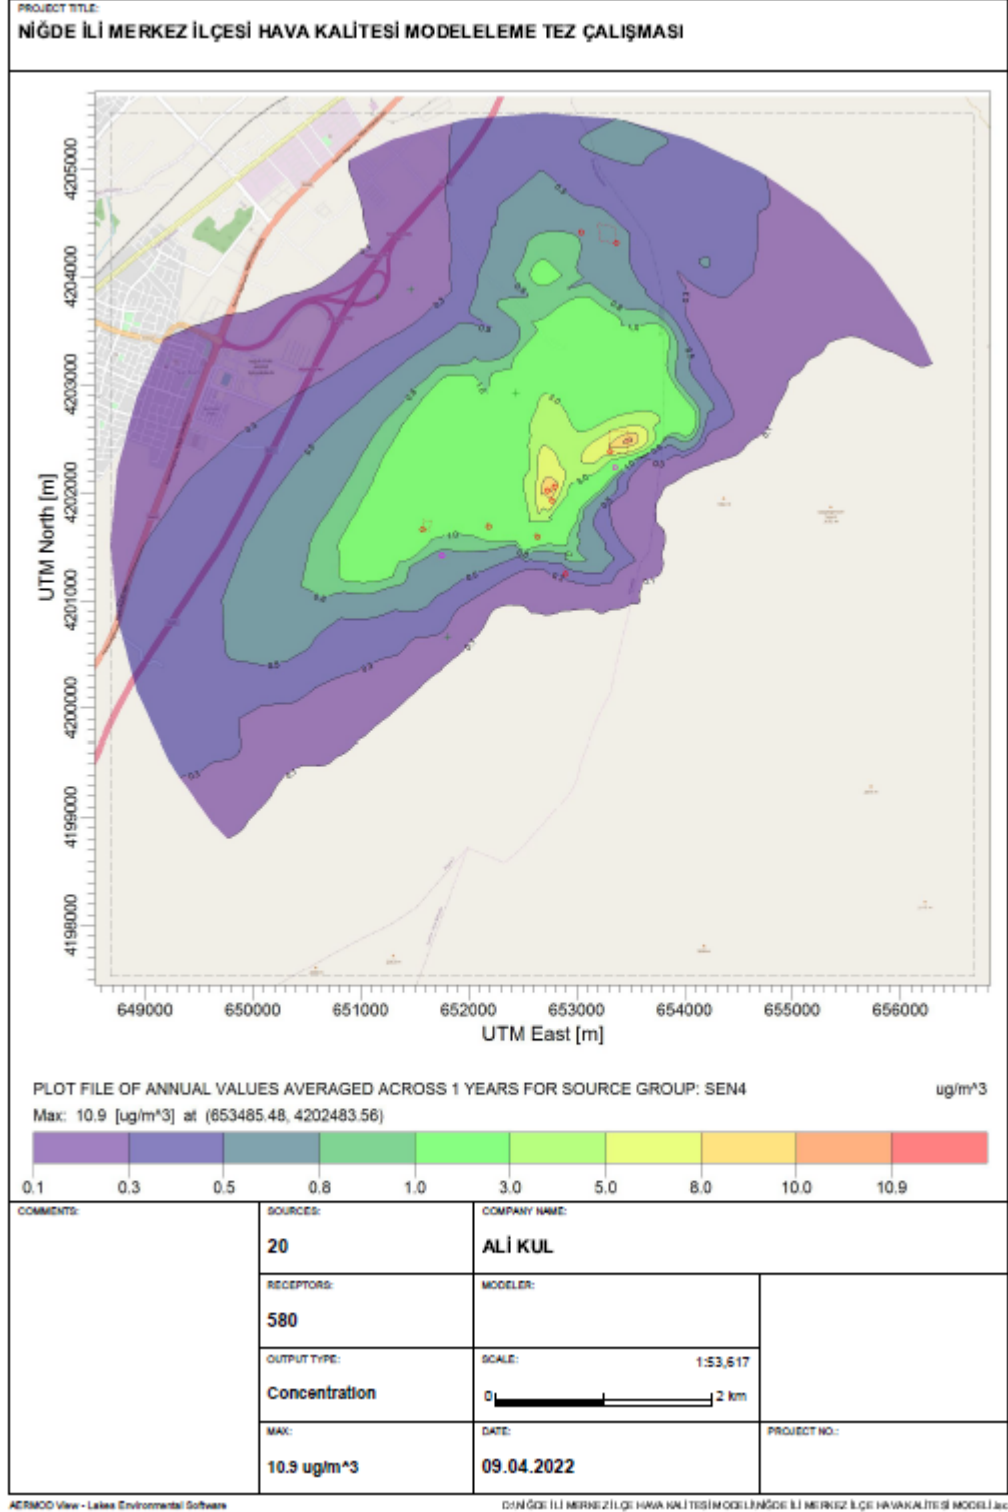 PROJECT TITLE:
NİĞDE İLİ MERKEZ İLÇESİ HAVA KALİTESİ MODELELEME TEZ ÇALIŞMASI
UTM North [m]
4205000
4204000
4203000
4202000
4201000
4200000
4199000
4198000
649000 650000 651000 652000 653000 654000 655000 656000
UTM East [m]
PLOT FILE OF ANNUAL VALUES AVERAGED ACROSS 1 YEARS FOR SOURCE GROUP: SEN4 ug/m^3
Max: 10.9 [ug/m^3] at (653485.48, 4202483.56)
0.1 0.3 0.5 0.8 1.0 3.0 5.0 8.0 10.0 10.9
COMMENTS:
SOURCES:
20
COMPANY NAME:
ALİ KUL
RECEPTORS:
580
MODELER:
OUTPUT TYPE:
Concentration
SCALE: 1:53,617
0 2 km
MAX:
10.9 ug/m^3
DATE:
09.04.2022
PROJECT NO.:
AERMOD View - Lakes Environmental Software